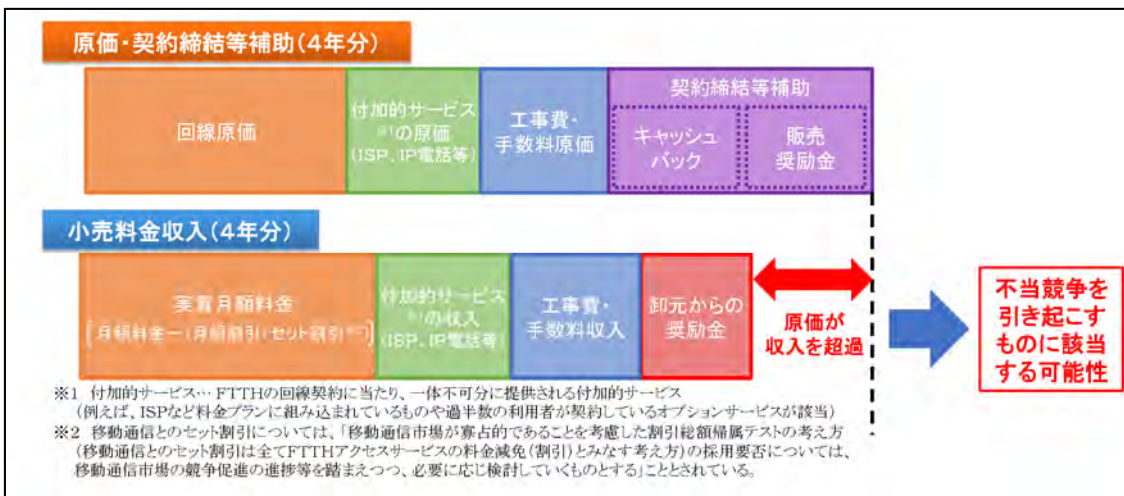 原価・契約締結等補助(4年分)
回線原価
付加的サービス
※1の原価
(ISP、IP電話等)
工事費・
手数料原価
契約締結等補助
キャッシュ
バック
販売
奨励金
小売料金収入(4年分)
実質月額料金
[月額料金-(月額割引+セット割引※2)]
付加的サービス
※1の収入
(ISP、IP電話等)
工事費・
手数料収入
卸元からの
奨励金
原価が
収入を超過
不当競争を
引き起こす
ものに該当
する可能性
※1 付加的サービス… FTTHの回線契約に当たり、一体不可分に提供される付加的サービス
(例えば、ISPなど料金プランに組み込まれているものや過半数の利用者が契約しているオプションサービスが該当)
※2 移動通信とのセット割引については、「移動通信市場が寡占的であることを考慮した割引総額帰属テストの考え方
(移動通信とのセット割引は全てFTTHアクセスサービスの料金減免(割引)とみなす考え方)の採用要否については、
移動通信市場の競争促進の進捗等を踏まえつつ、必要に応じ検討していくものとする」こととされている。